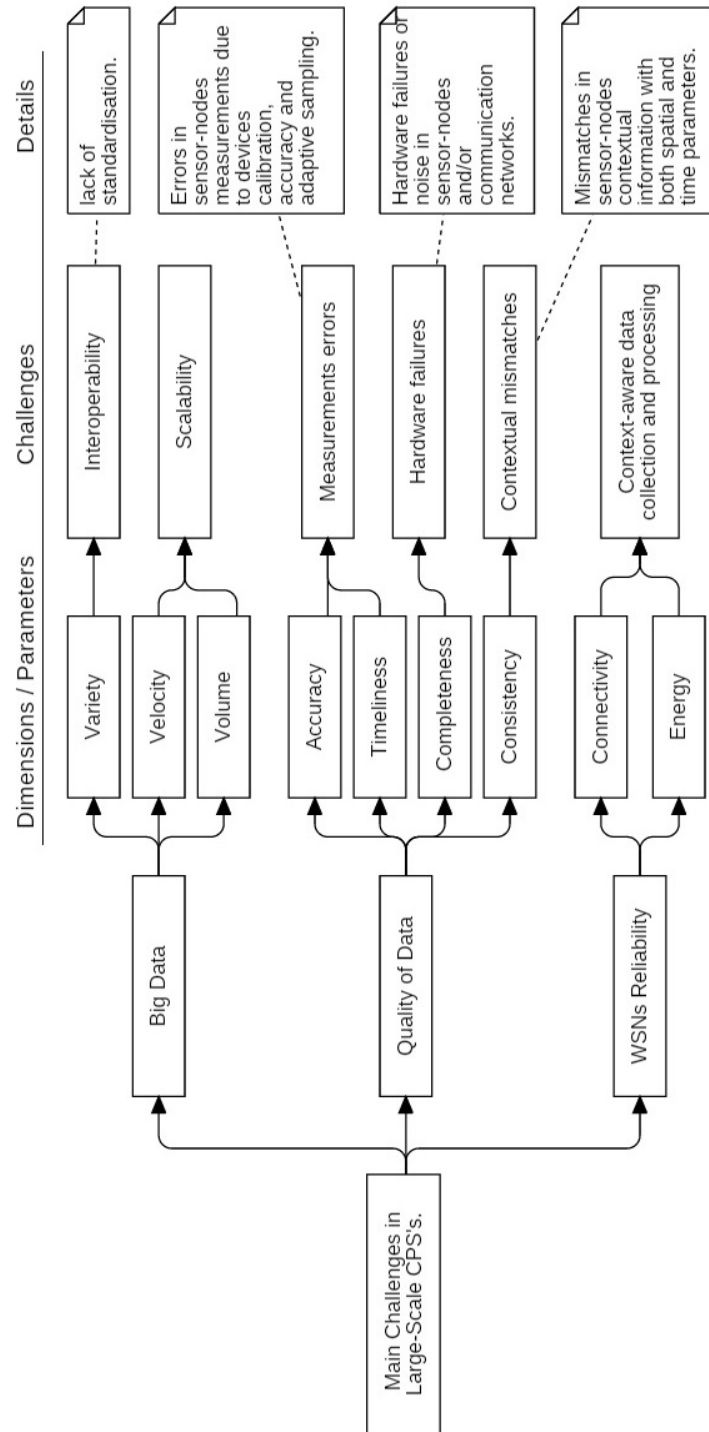 Dimensions / Parameters
Challenges
Details
Main Challenges in
Large-Scale CPS's.
Big Data
Quality of Data
WSNs Reliability
Variety
Velocity
Volume
Accuracy
Timeliness
Completeness
Consistency
Connectivity
Energy
Interoperability
Scalability
Measurements errors
Hardware failures
Contextual mismatches
Context-aware data
collection and processing
lack of
standardisation.
Errors in
sensor-nodes
measurements due
to devices
calibration,
accuracy and
adaptive sampling.
Hardware failures or
noise in
sensor-nodes
and/or
communication
networks.
Mismatches in
sensor-nodes
contextual
information with
both spatial and
time parameters.